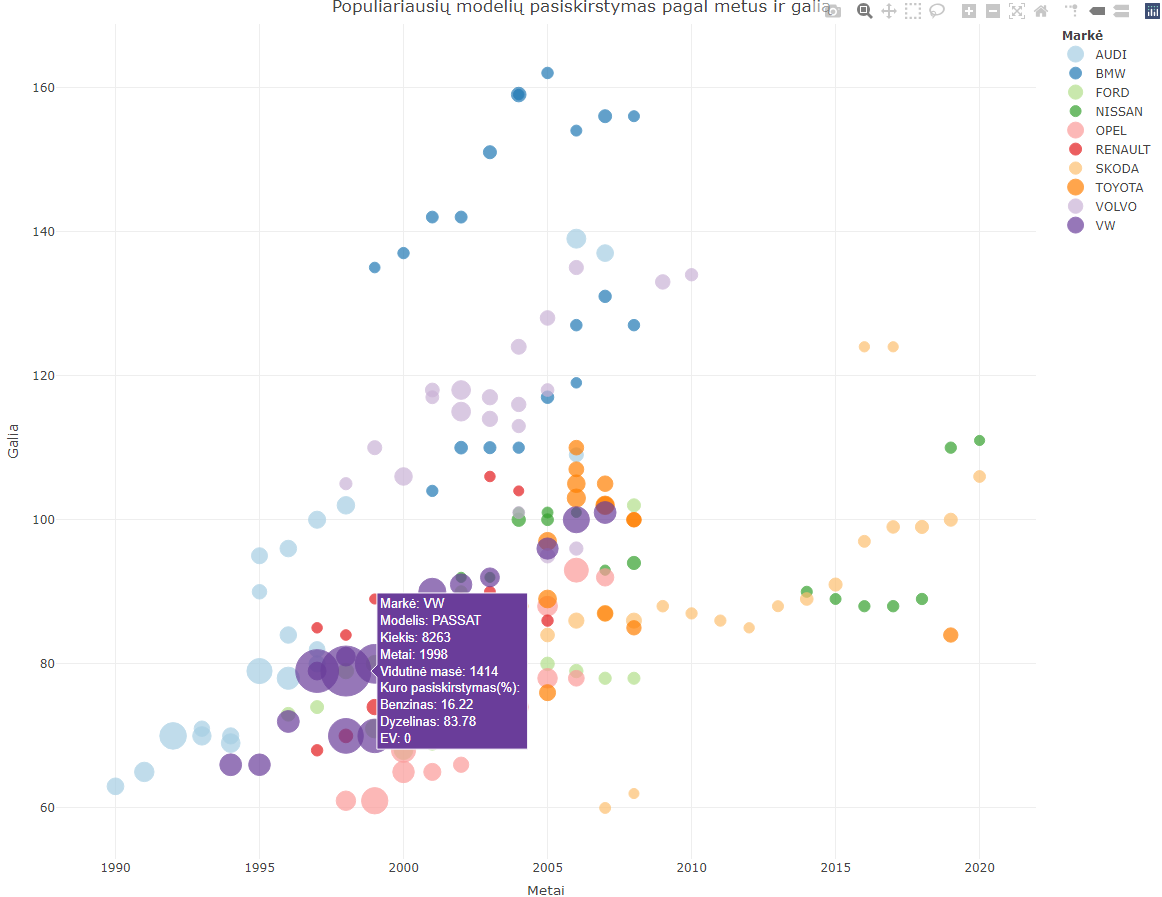 Populiariausių modelių pasiskirstymas pagal metus ir galią
Markė
AUDI
BMW
FORD
NISSAN
OPEL
RENAULT
SKODA
TOYOTA
VOLVO
VW
160
140
120
100
80
60
Galia
Markė: VW
Modelis: PASSAT
Kiekis: 8263
Metai: 1998
Vidutinė masė: 1414
Kuro pasiskirstymas(%):
Benzinas: 16.22
Dyzelinas: 83.78
EV: 0
1990 1995 2000 2005 2010 2015 2020
Metai